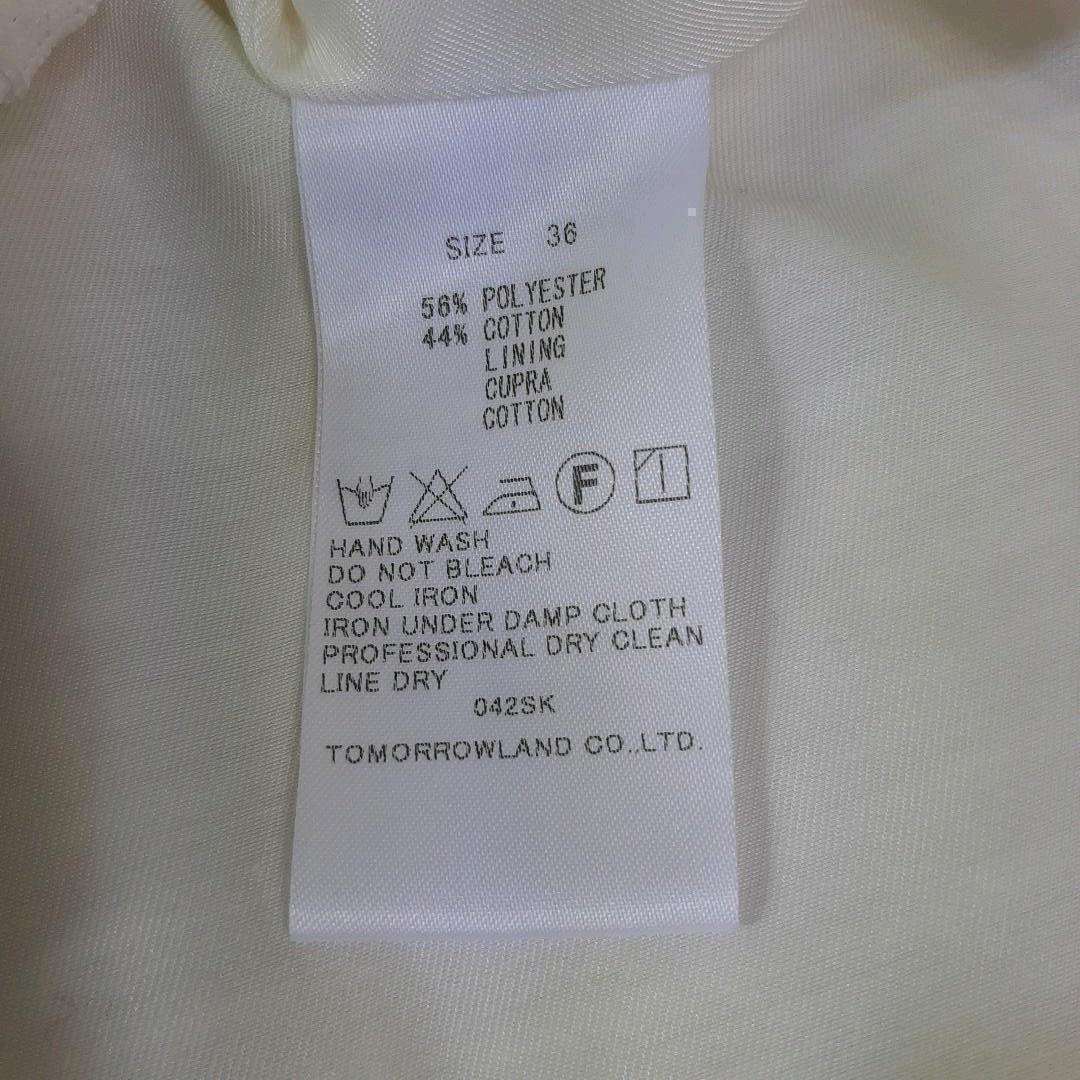 SIZE 36
56% POLYESTER
44% COTTON
LINING
CUPRA
COTTON
F
HAND WASH
DO NOT BLEACH
COOL IRON
IRON UNDER DAMP CLOTH
PROFESSIONAL DRY CLEAN
LINE DRY
042SK
TOMORROWLAND CO.,LTD.